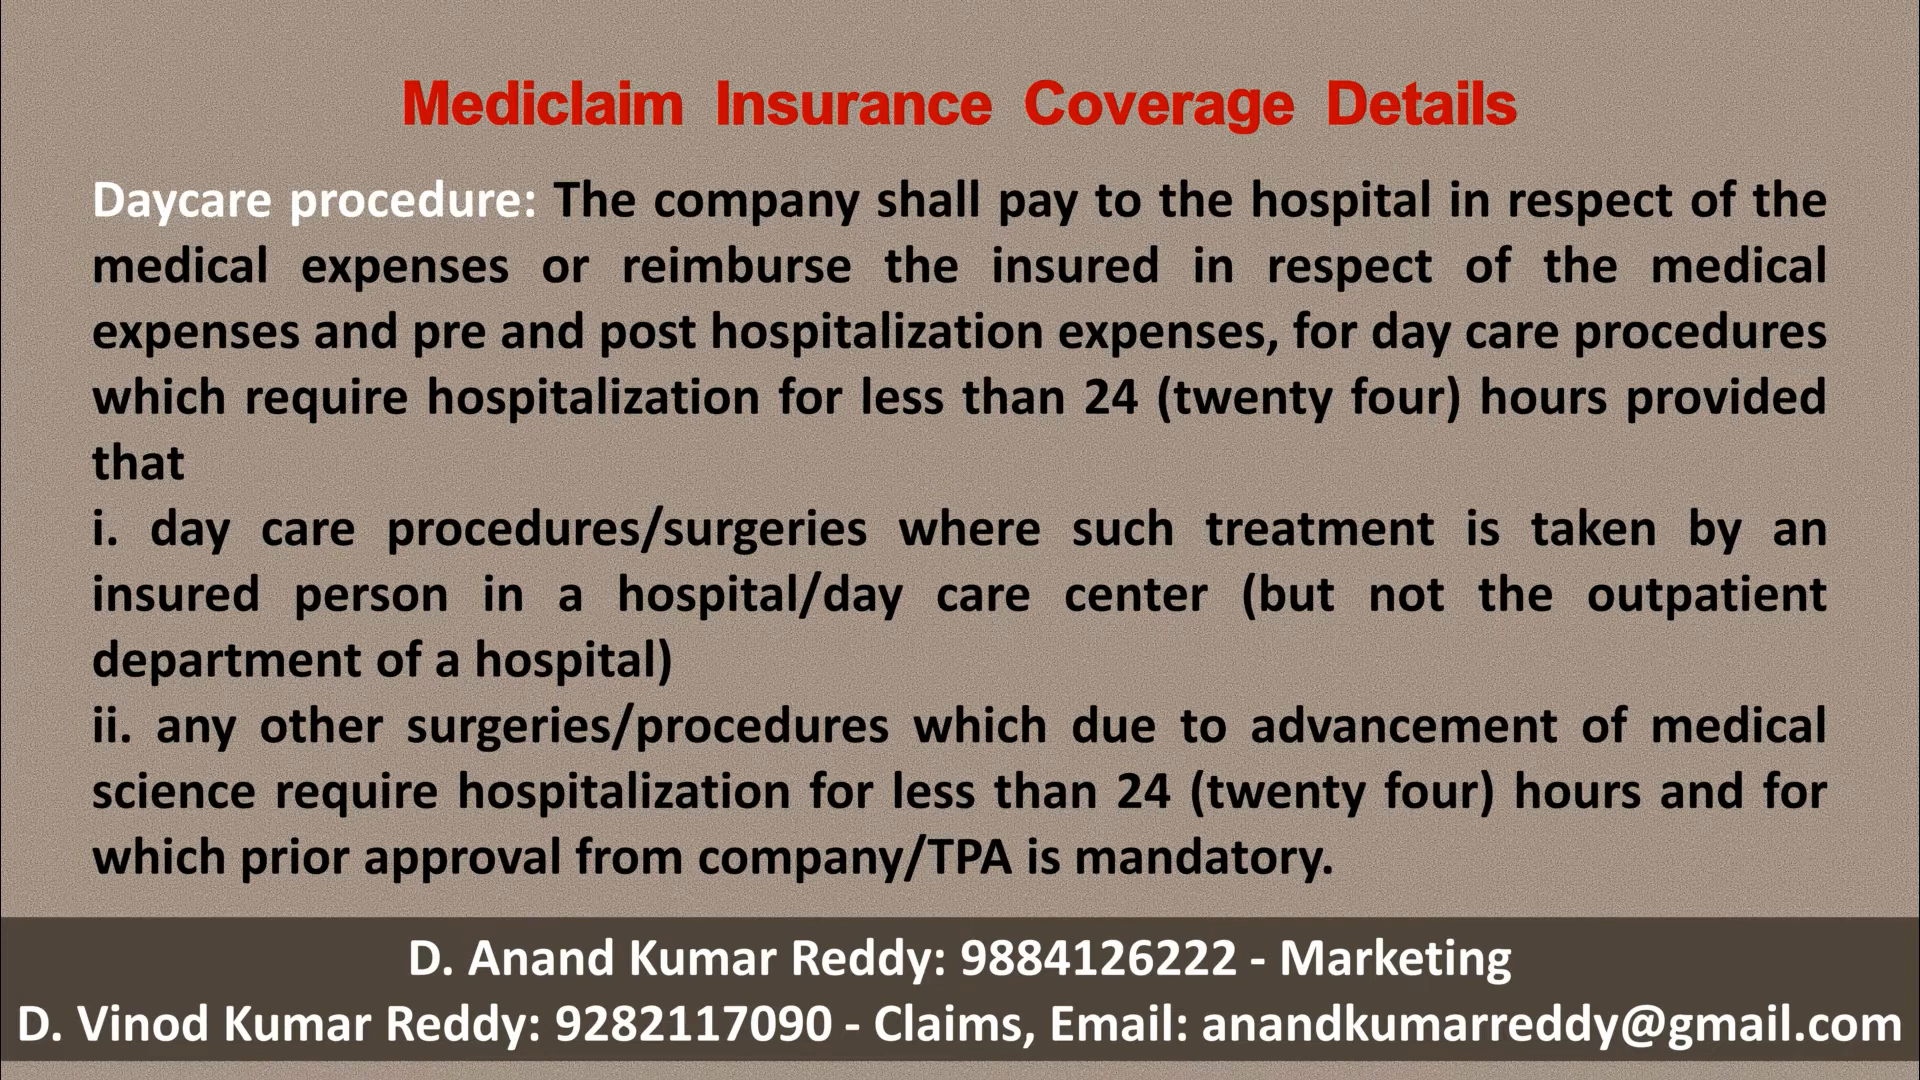 Mediclaim Insurance Coverage Details
Daycare procedure: The company shall pay to the hospital in respect of the
medical expenses or reimburse the insured in respect of the medical
expenses and pre and post hospitalization expenses, for day care procedures
which require hospitalization for less than 24 (twenty four) hours provided
that
i. day care procedures/surgeries where such treatment is taken by an
insured person in a hospital/day care center (but not the outpatient
department of a hospital)
ii. any other surgeries/procedures which due to advancement of medical
science require hospitalization for less than 24 (twenty four) hours and for
which prior approval from company/TPA is mandatory.
D. Anand Kumar Reddy: 9884126222 - Marketing
D. Vinod Kumar Reddy: 9282117090 - Claims, Email: anandkumarreddy@gmail.com